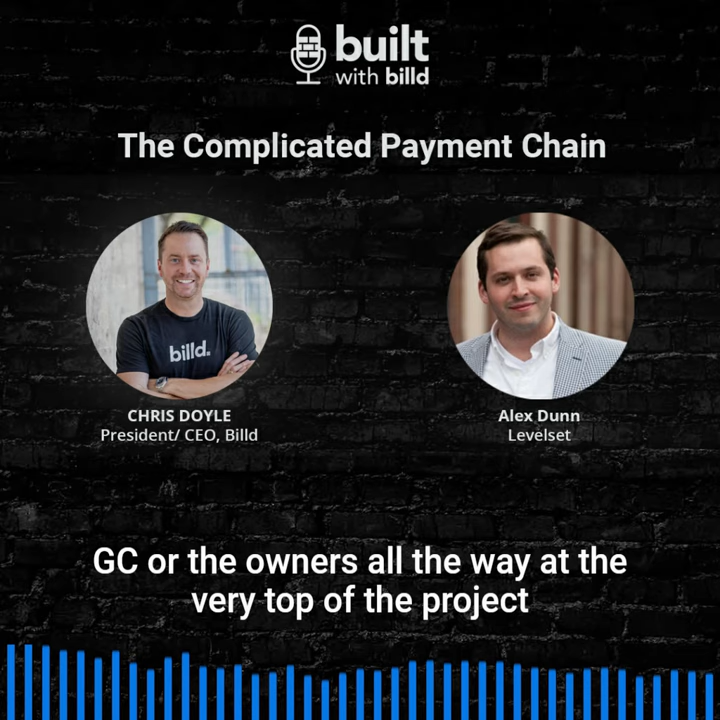 built
with billd
The Complicated Payment Chain
billd.
CHRIS DOYLE
President/ CEO, Billd
Alex Dunn
Levelset
GC or the owners all the way at the
very top of the project